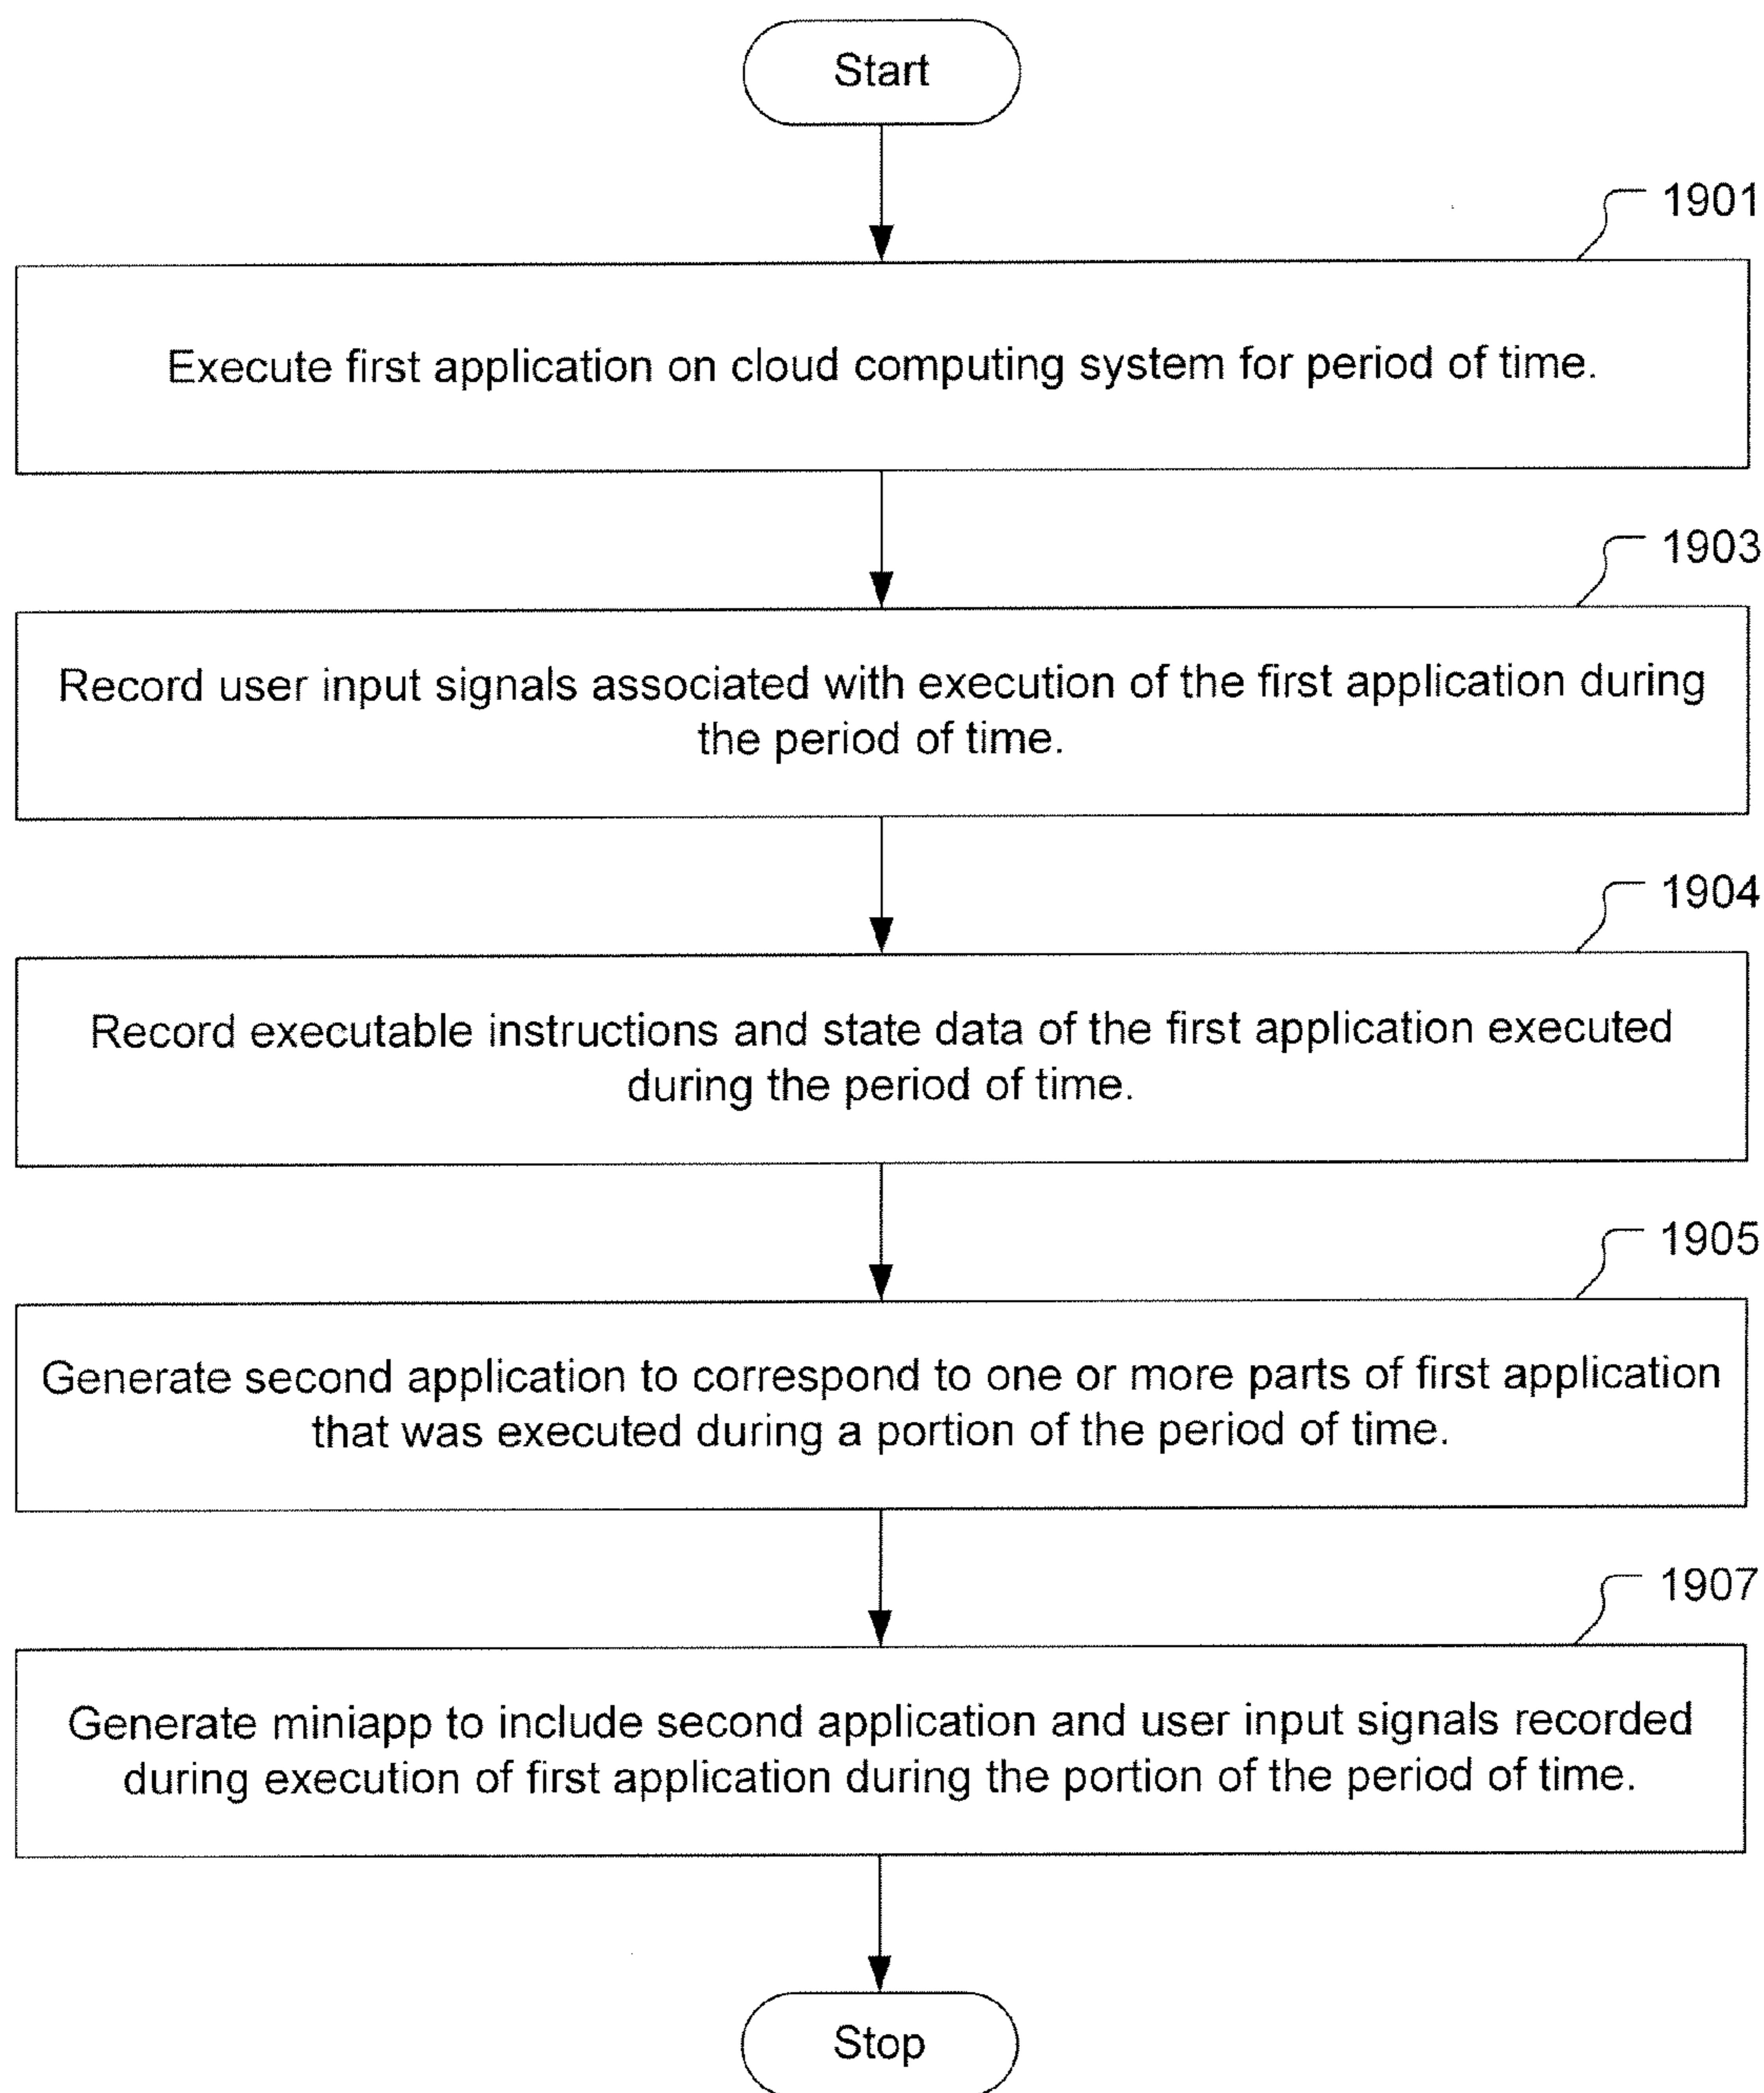 Start
1901
Execute first application on cloud computing system for period of time.
1903
Record user input signals associated with execution of the first application during
the period of time.
1904
Record executable instructions and state data of the first application executed
during the period of time.
1905
Generate second application to correspond to one or more parts of first application
that was executed during a portion of the period of time.
1907
Generate miniapp to include second application and user input signals recorded
during execution of first application during the portion of the period of time.
Stop